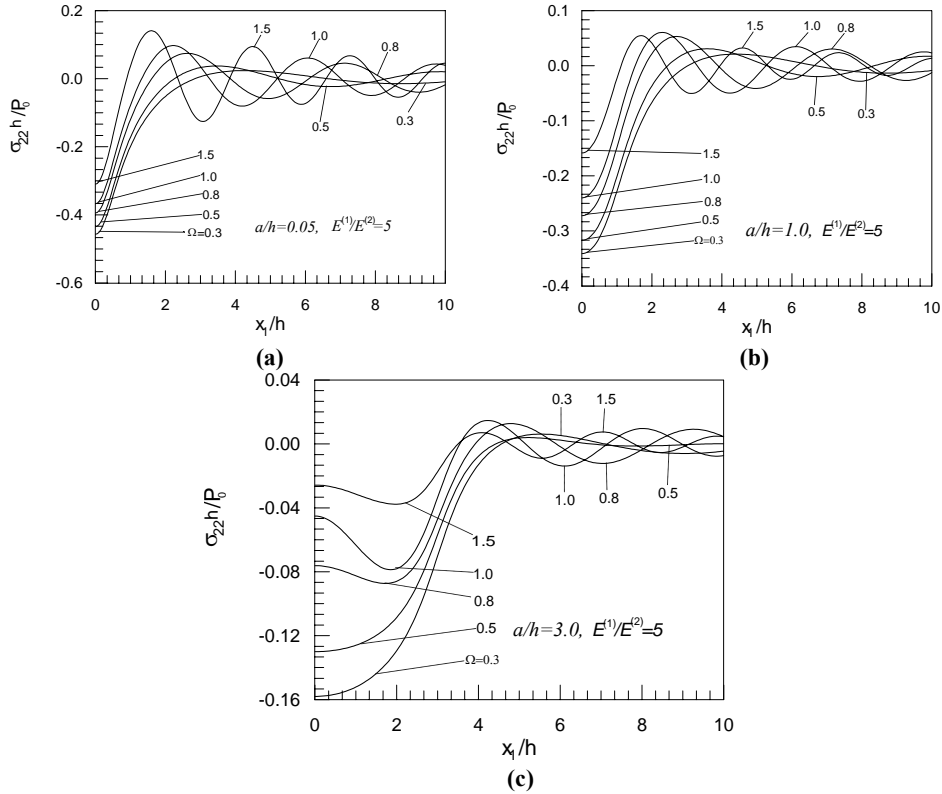 0.2
0.0
-0.2
-0.4
-0.6
σ22h/P0
1.5
1.0
0.8
0.5
0.3
1.5
1.0
0.8
0.5
Ω=0.3
a/h=0.05, E(1)/E(2)=5
0 2 4 6 8 10
x1/h
(a)
0.1
0.0
-0.1
-0.2
-0.3
-0.4
σ22h/P0
1.5
1.0
0.8
0.5
0.3
1.5
1.0
0.8
0.5
Ω=0.3
a/h=1.0, E(1)/E(2)=5
0 2 4 6 8 10
x1/h
(b)
0.04
0.00
-0.04
-0.08
-0.12
-0.16
σ22h/P0
0.3
1.5
1.0
0.8
0.5
1.5
1.0
0.8
0.5
Ω=0.3
a/h=3.0, E(1)/E(2)=5
0 2 4 6 8 10
x1/h
(c)